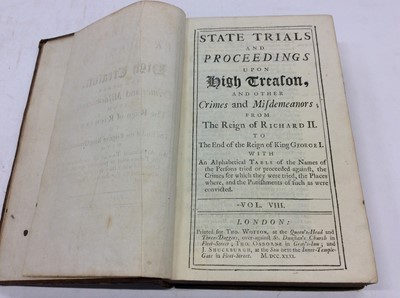 STATE TRIALS
AND
PROCEEDINGS
UPON
High Treaſon,
AND OTHER
Crimes and Miſdemeanors;
FROM
The Reign of RICHARD II.
TO
The End of the Reign of King GEORGE I.
WITH
An Alphabetical TABLE of the Names of
the Perſons tried or proceeded againſt, the
Crimes for which they were tried, the Places
where, and the Puniſhments of ſuch as were
convicted.
VOL. VIII.
LONDON:
Printed for THO. WOTTON, at the Queen's-Head and
Three-Daggers, over-againſt St. Dunſtan's Church in
Fleet-Street; THO. OSBORNE in Gray's-Inn; and
J. SHUCKBURGH, at the Sun next the Inner-Temple-
Gate in Fleet-Street.